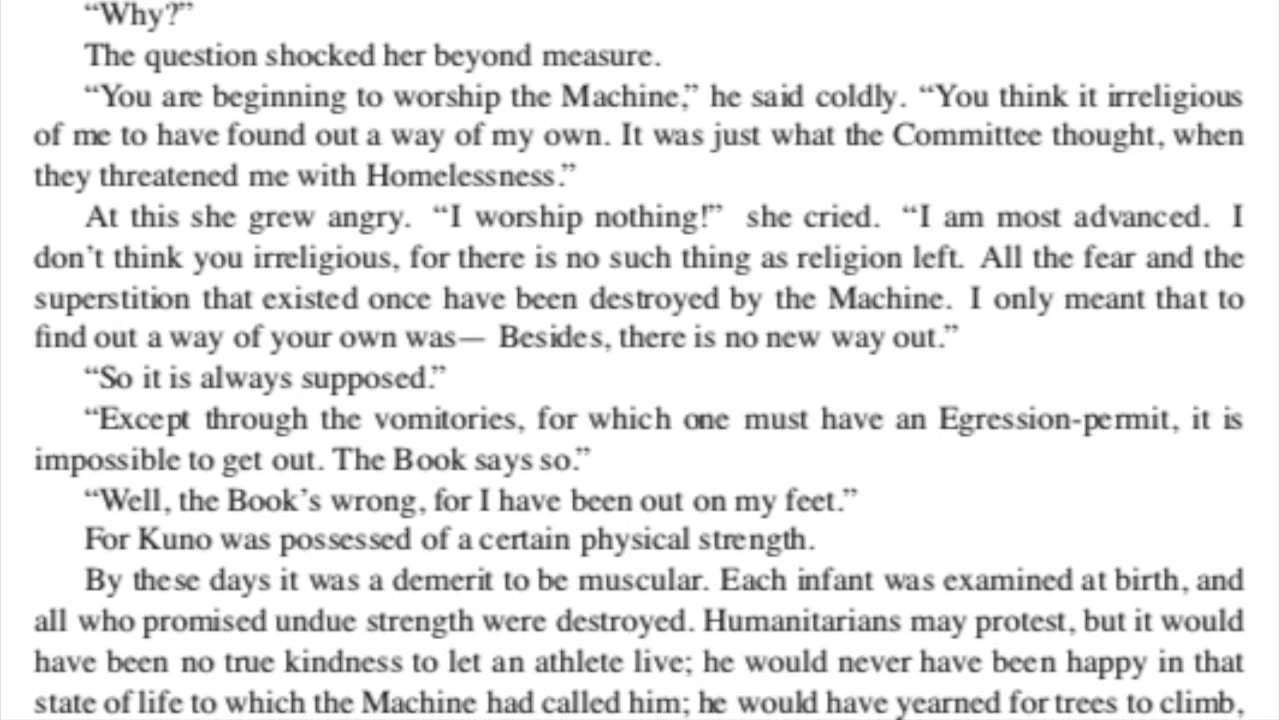 “Why?”
The question shocked her beyond measure.
“You are beginning to worship the Machine,” he said coldly. “You think it irreligious
of me to have found out a way of my own. It was just what the Committee thought, when
they threatened me with Homelessness.”
At this she grew angry. “I worship nothing!” she cried. “I am most advanced. I
don’t think you irreligious, for there is no such thing as religion left. All the fear and the
superstition that existed once have been destroyed by the Machine. I only meant that to
find out a way of your own was— Besides, there is no new way out.”
“So it is always supposed.”
“Except through the vomitories, for which one must have an Egression-permit, it is
impossible to get out. The Book says so.”
“Well, the Book’s wrong, for I have been out on my feet.”
For Kuno was possessed of a certain physical strength.
By these days it was a demerit to be muscular. Each infant was examined at birth, and
all who promised undue strength were destroyed. Humanitarians may protest, but it would
have been no true kindness to let an athlete live; he would never have been happy in that
state of life to which the Machine had called him; he would have yearned for trees to climb,